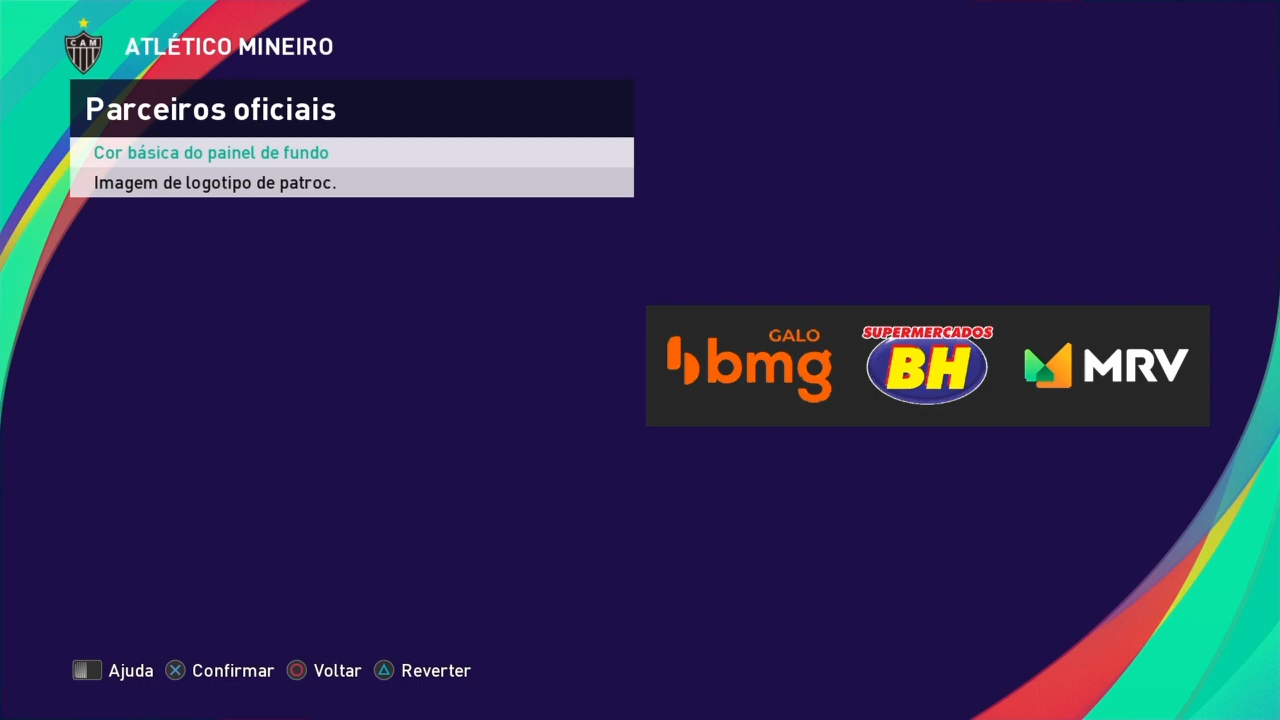 CAM
ATLÉTICO MINEIRO
Parceiros oficiais
Cor básica do painel de fundo
Imagem de logotipo de patroc.
GALO
bmg
SUPERMERCADOS
BH
MRV
Ajuda
Confirmar
Voltar
Reverter